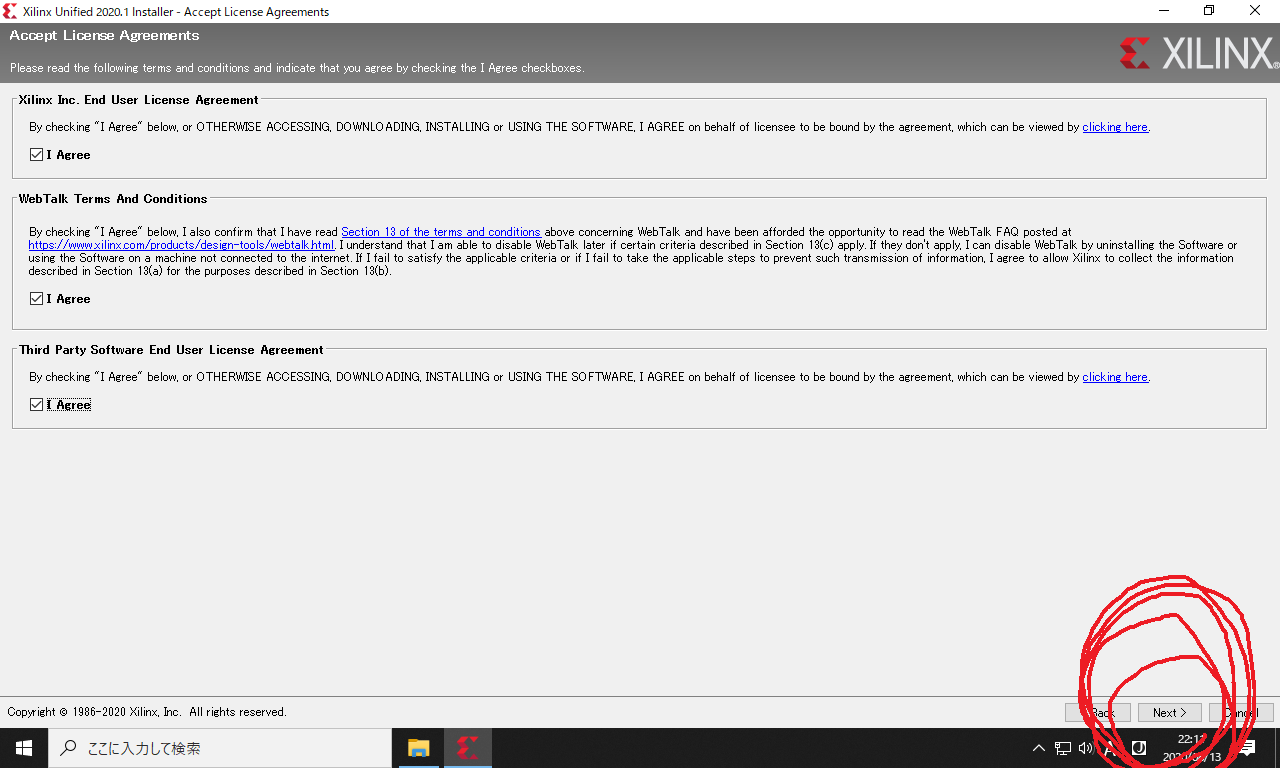 Xilinx Unified 2020.1 Installer - Accept License Agreements
Accept License Agreements
Please read the following terms and conditions and indicate that you agree by checking the I Agree checkboxes.
XILINX®
Xilinx Inc. End User License Agreement
By checking "I Agree" below, or OTHERWISE ACCESSING, DOWNLOADING, INSTALLING or USING THE SOFTWARE, I AGREE on behalf of licensee to be bound by the agreement, which can be viewed by clicking here.
I Agree
WebTalk Terms And Conditions
By checking "I Agree" below, I also confirm that I have read Section 13 of the terms and conditions above concerning WebTalk and have been afforded the opportunity to read the WebTalk FAQ posted at
https://www.xilinx.com/products/design-tools/webtalk.html. I understand that I am able to disable WebTalk later if certain criteria described in Section 13(c) apply. If they don't apply, I can disable WebTalk by uninstalling the Software or
using the Software on a machine not connected to the internet. If I fail to satisfy the applicable criteria or if I fail to take the applicable steps to prevent such transmission of information, I agree to allow Xilinx to collect the information
described in Section 13(a) for the purposes described in Section 13(b).
I Agree
Third Party Software End User License Agreement
By checking "I Agree" below, or OTHERWISE ACCESSING, DOWNLOADING, INSTALLING or USING THE SOFTWARE, I AGREE on behalf of licensee to be bound by the agreement, which can be viewed by clicking here.
I Agree
Copyright © 1986-2020 Xilinx, Inc. All rights reserved.
Back
Next >
Cancel
ここに入力して検索